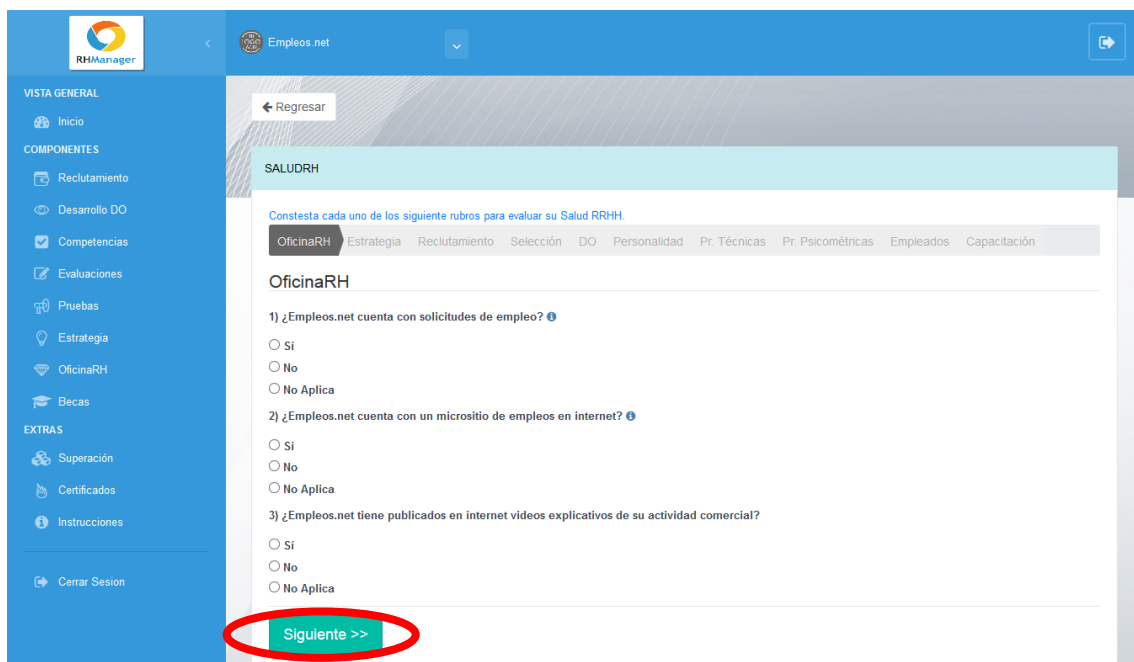 RHManager
Empleos.net
VISTA GENERAL
Inicio
COMPONENTES
Reclutamiento
Desarrollo DO
Competencias
Evaluaciones
Pruebas
Estrategia
OficinaRH
Becas
EXTRAS
Superación
Certificados
Instrucciones
Cerrar Sesion
Regresar
SALUDRH
Constesta cada uno de los siguiente rubros para evaluar su Salud RRHH.
OficinaRH Estrategia Reclutamiento Selección DO Personalidad Pr. Técnicas Pr. Psicométricas Empleados Capacitación
OficinaRH
1) ¿Empleos.net cuenta con solicitudes de empleo?
Sí
No
No Aplica
2) ¿Empleos.net cuenta con un micrositio de empleos en internet?
Sí
No
No Aplica
3) ¿Empleos.net tiene publicados en internet videos explicativos de su actividad comercial?
Sí
No
No Aplica
Siguiente >>